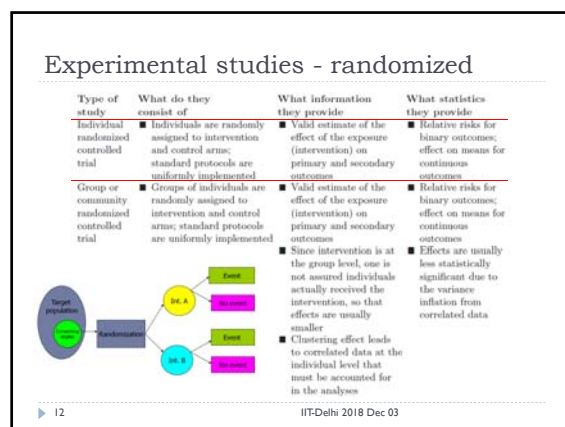 Experimental studies - randomized
Type of study
What do they consist of
What information they provide
What statistics they provide
Individual randomized controlled trial
■ Individuals are randomly assigned to intervention and control arms; standard protocols are uniformly implemented
■ Valid estimate of the effect of the exposure (intervention) on primary and secondary outcomes
■ Relative risks for binary outcomes; effect on means for continuous outcomes
Group or community randomized controlled trial
■ Groups of individuals are randomly assigned to intervention and control arms; standard protocols are uniformly implemented
■ Valid estimate of the effect of the exposure (intervention) on primary and secondary outcomes
■ Since intervention is at the group level, one is not assured individuals actually received the intervention, so that effects are usually smaller
■ Clustering effect leads to correlated data at the individual level that must be accounted for in the analyses
■ Relative risks for binary outcomes; effect on means for continuous outcomes
■ Effects are usually less statistically significant due to the variance inflation from correlated data
Target population
Randomization
Int. A
Int. B
Event
No event
Event
No event
12
IIT-Delhi 2018 Dec 03